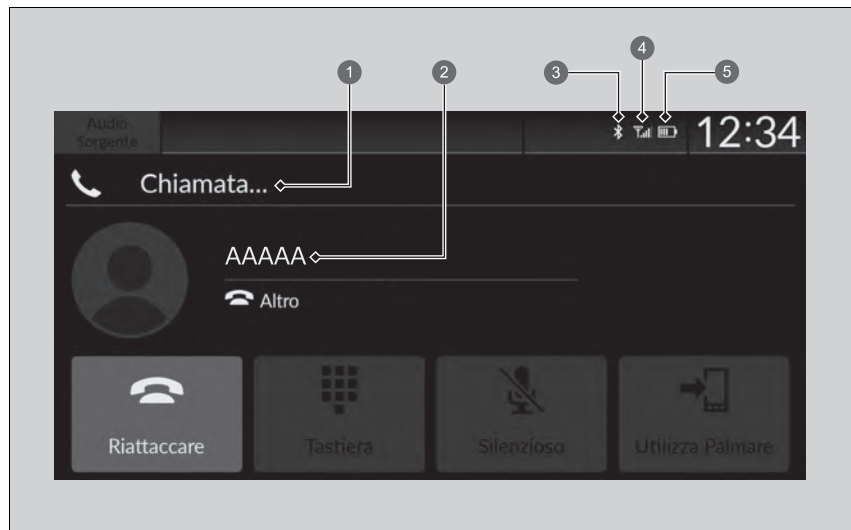 1
2
3
4
5
Audio
Sorgente
12:34
Chiamata...
AAAAA
Altro
Riattaccare
Tastiera
Silenzioso
Utilizza Palmare